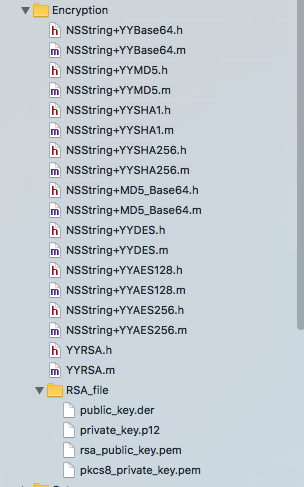 Encryption
h NSString+YYBase64.h
m NSString+YYBase64.m
h NSString+YYMD5.h
m NSString+YYMD5.m
h NSString+YYSHA1.h
m NSString+YYSHA1.m
h NSString+YYSHA256.h
m NSString+YYSHA256.m
h NSString+MD5_Base64.h
m NSString+MD5_Base64.m
h NSString+YYDES.h
m NSString+YYDES.m
h NSString+YYAES128.h
m NSString+YYAES128.m
h NSString+YYAES256.h
m NSString+YYAES256.m
h YYRSA.h
m YYRSA.m
RSA_file
public_key.der
private_key.p12
rsa_public_key.pem
pkcs8_private_key.pem